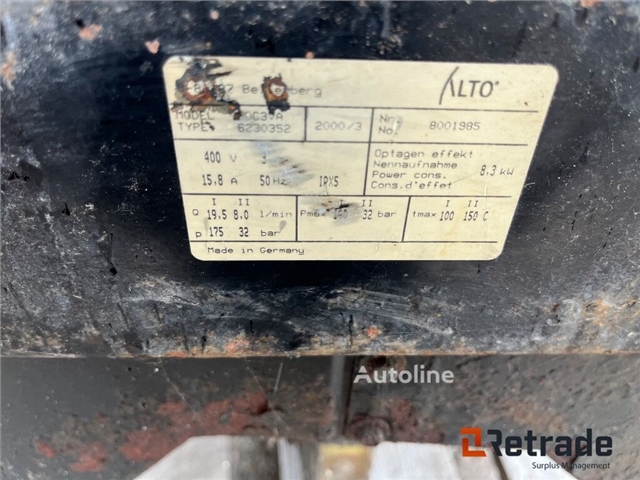 ALTO
MODEL
TYPE 6230352 2000/3 No. 8001985
400 V 3
15.8 A 50 Hz IPX5
Optagen effekt
Nennaufnahme 8.3 kW
Power cons.
Cons.d'effet
I II
Q 19.5 8.0 l/min
p 175 32 bar
I II
32 bar
I II
tmax 100 150 C
Made in Germany
Autoline
Retrade
Surplus Management